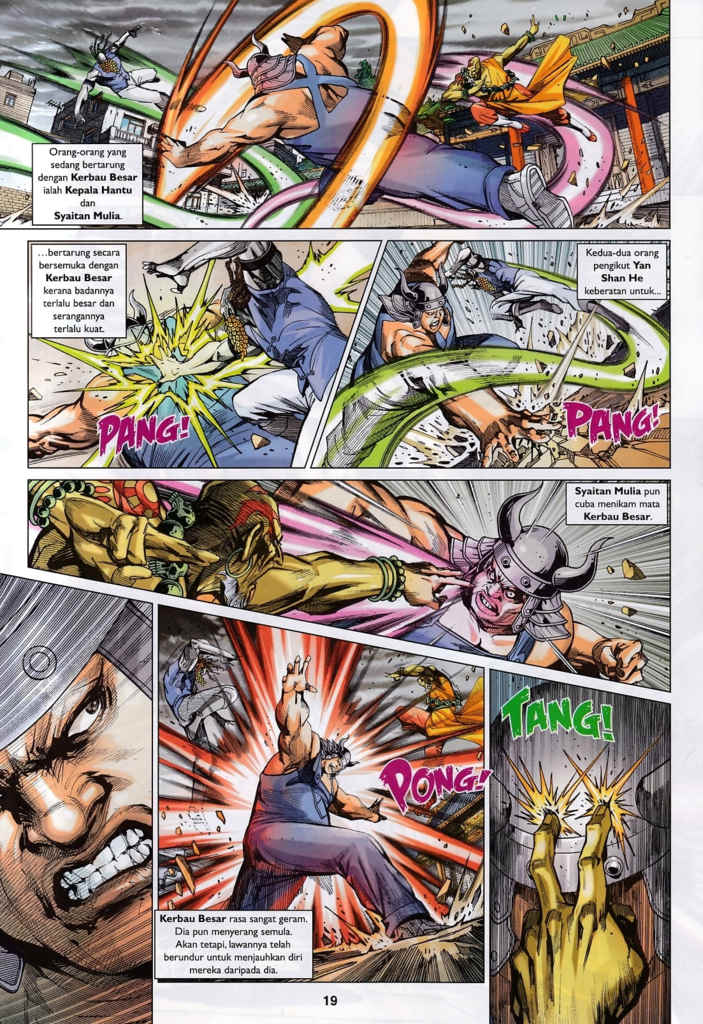 Orang-orang yang
sedang bertarung
dengan Kerbau Besar
ialah Kepala Hantu
dan
Syaitan Mulia.
...bertarung secara
bersemuka dengan
Kerbau Besar
kerana badannya
terlalu besar dan
serangannya
terlalu kuat.
PANG!
Kedua-dua orang
pengikut Yan
Shan He
keberatan untuk...
PANG!
Syaitan Mulia pun
cuba menikam mata
Kerbau Besar.
PONG!
Kerbau Besar rasa sangat geram.
Dia pun menyerang semula.
Akan tetapi, lawannya telah
berundur untuk menjauhkan diri
mereka daripada dia.
TANG!
19